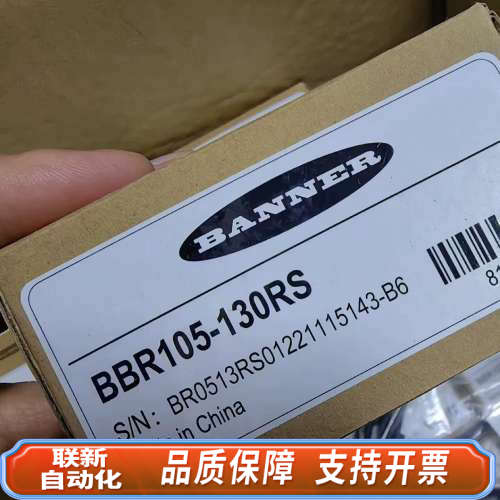 BANNER
BBR105-130RS
S/N: BR0513RS01221115143-B6
in China
81
联新
自动化
品质保障 支持开票